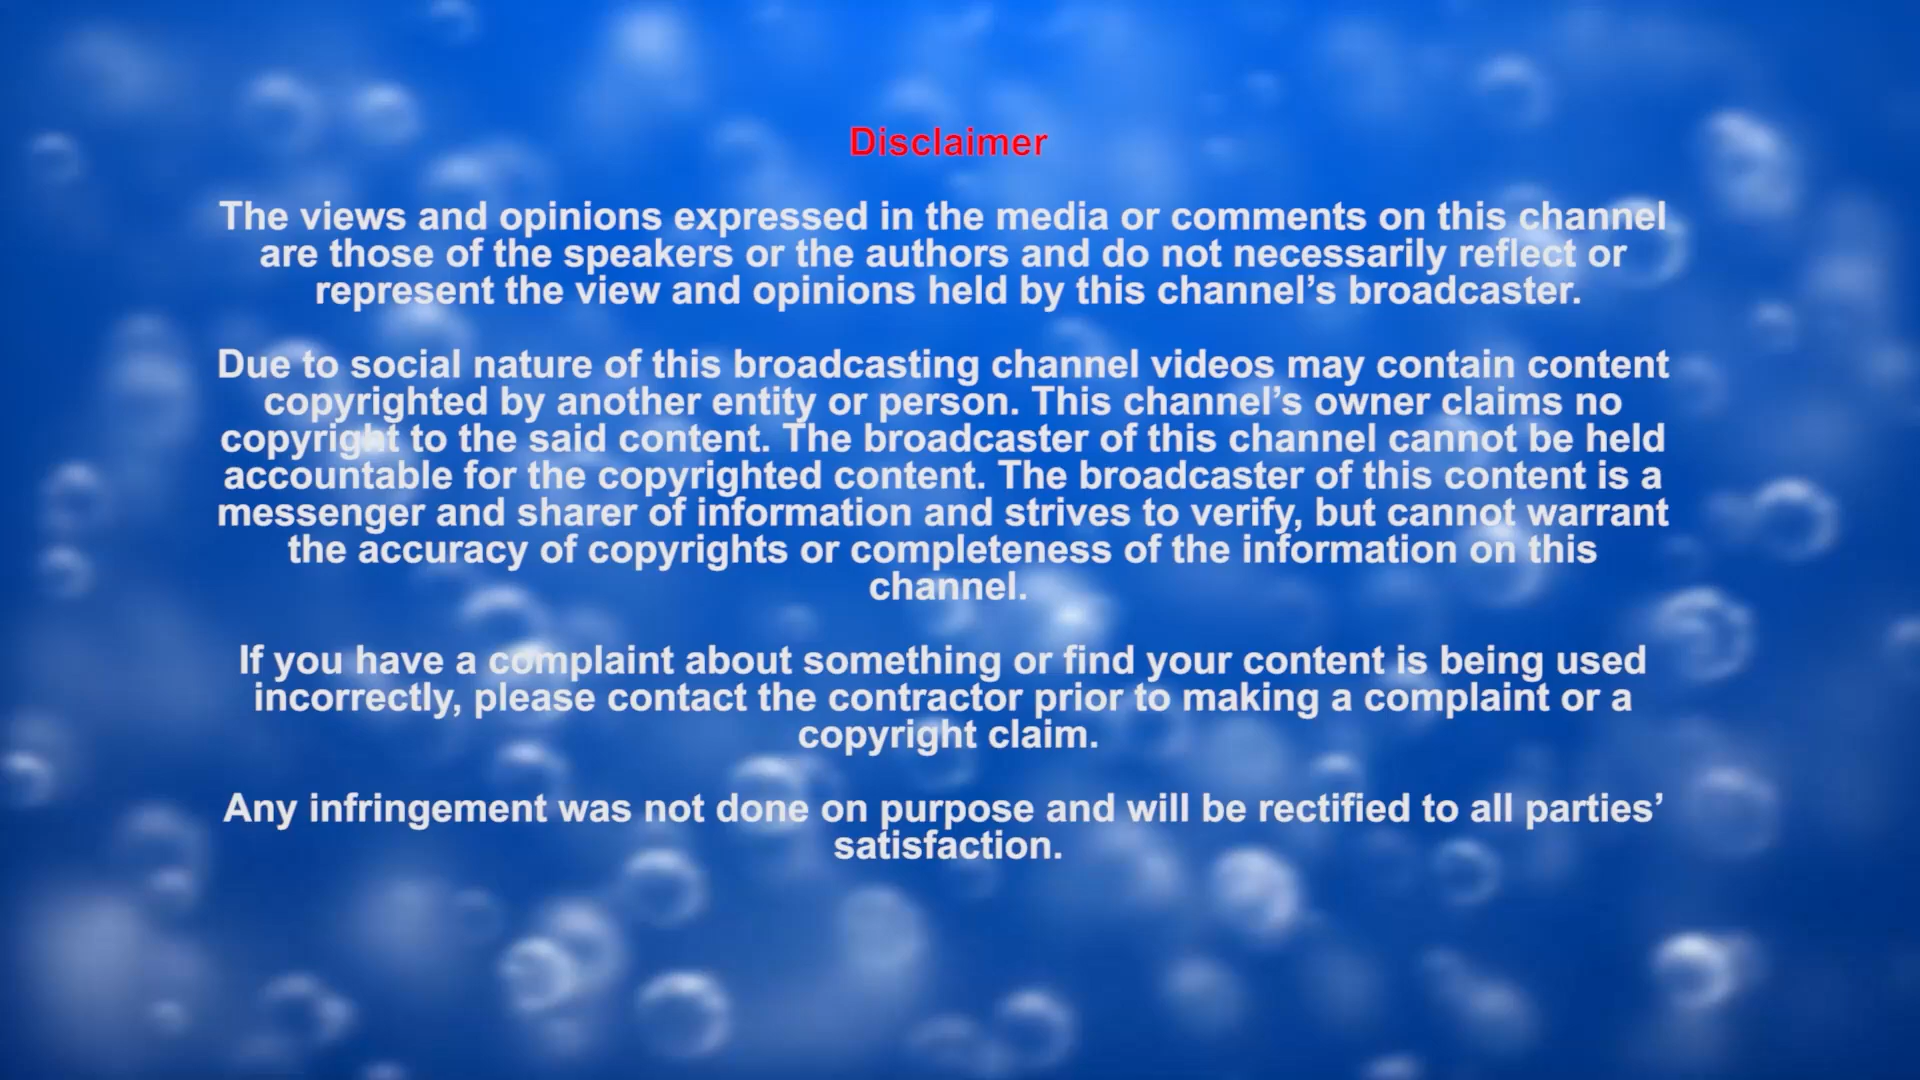 Disclaimer
The views and opinions expressed in the media or comments on this channel
are those of the speakers or the authors and do not necessarily reflect or
represent the view and opinions held by this channel’s broadcaster.
Due to social nature of this broadcasting channel videos may contain content
copyrighted by another entity or person. This channel’s owner claims no
copyright to the said content. The broadcaster of this channel cannot be held
accountable for the copyrighted content. The broadcaster of this content is a
messenger and sharer of information and strives to verify, but cannot warrant
the accuracy of copyrights or completeness of the information on this
channel.
If you have a complaint about something or find your content is being used
incorrectly, please contact the contractor prior to making a complaint or a
copyright claim.
Any infringement was not done on purpose and will be rectified to all parties’
satisfaction.